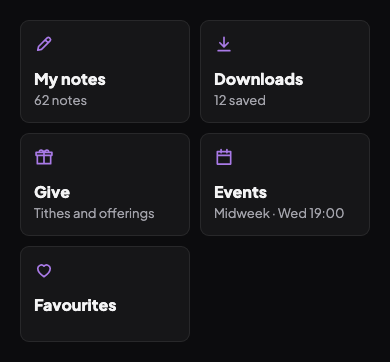 My notes
62 notes
Downloads
12 saved
Give
Tithes and offerings
Events
Midweek · Wed 19:00
Favourites